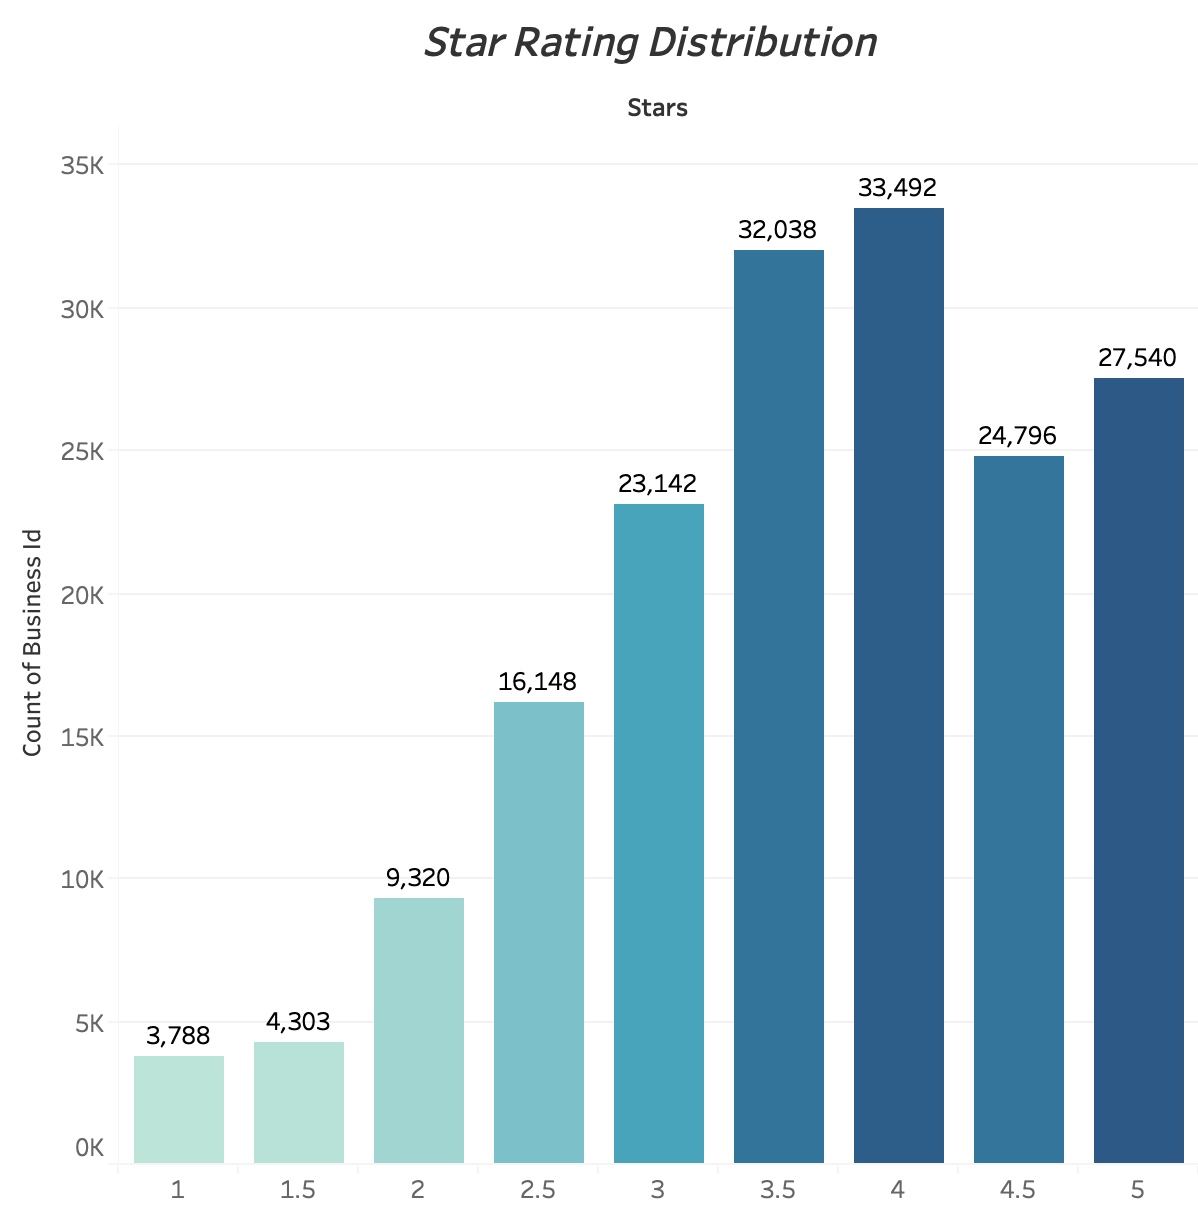 Star Rating Distribution
Stars
Count of Business Id
35K
30K
25K
20K
15K
10K
5K
0K
3,788
4,303
9,320
16,148
23,142
32,038
33,492
24,796
27,540
1 1.5 2 2.5 3 3.5 4 4.5 5